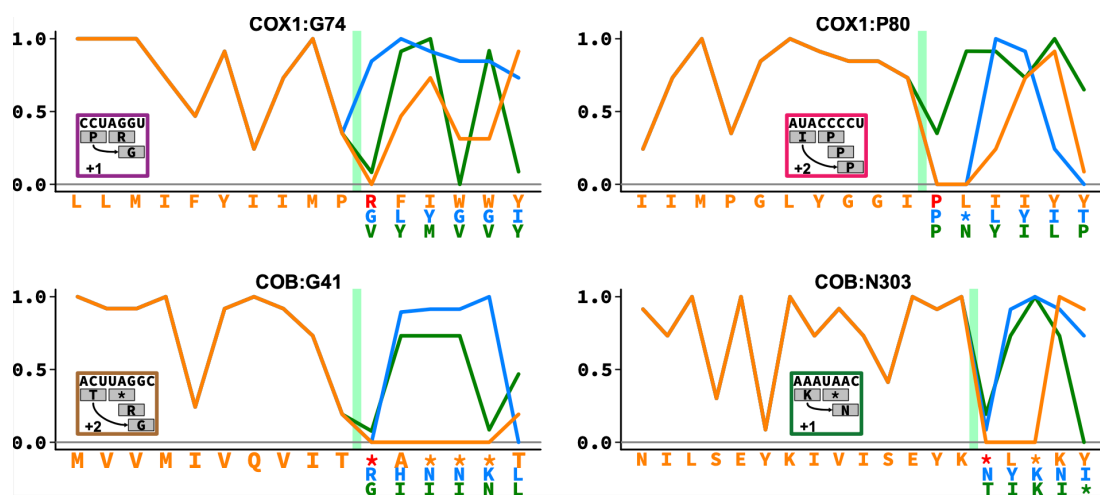 COX1:G74
1.0
0.5
0.0
CCUAGGU
P R
G
+1
L L M I F Y I I M P R F I W W Y
G L Y G G I
V Y M V V Y
COX1:P80
1.0
0.5
0.0
AUACCCCU
I P
P
+2 P
I I M P G L Y G G I P L I I Y Y
P * L Y I T
P N Y I L P
COB:G41
1.0
0.5
0.0
ACUUAGGC
T *
R
+2 G
M V V M I V Q V I T * A * * * T
R H N N K L
G I I I N L
COB:N303
1.0
0.5
0.0
AAAUAAC
K *
N
+1
N I L S E Y K I V I S E Y K * L * K Y
N Y K N I
T I K I *